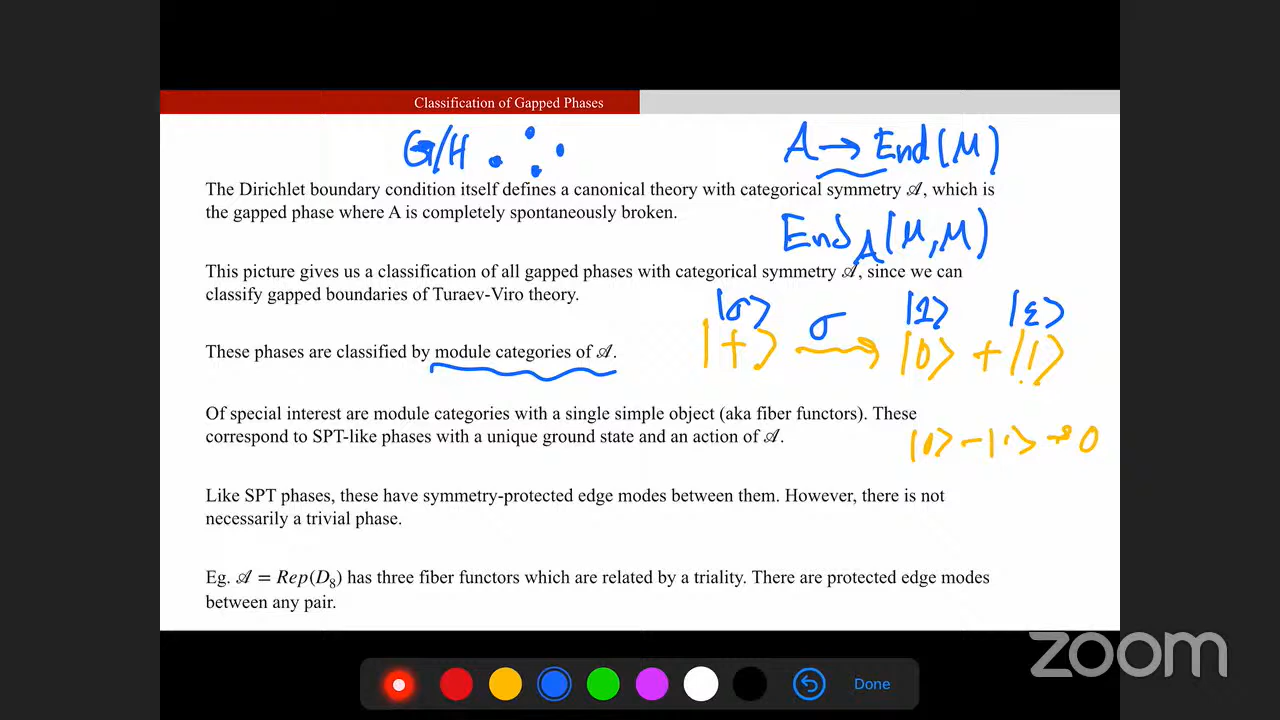 Classification of Gapped Phases
G/H
A → End(M)
The Dirichlet boundary condition itself defines a canonical theory with categorical symmetry 𝒜, which is
the gapped phase where A is completely spontaneously broken.
End_A(M,M)
This picture gives us a classification of all gapped phases with categorical symmetry 𝒜, since we can
classify gapped boundaries of Turaev-Viro theory.
|σ⟩ |1⟩ |ε⟩
σ
|+⟩ → |0⟩ + |1⟩
These phases are classified by module categories of 𝒜.
Of special interest are module categories with a single simple object (aka fiber functors). These
correspond to SPT-like phases with a unique ground state and an action of 𝒜.
|0⟩ - |1⟩ → 0
Like SPT phases, these have symmetry-protected edge modes between them. However, there is not
necessarily a trivial phase.
Eg. 𝒜 = Rep(D₈) has three fiber functors which are related by a triality. There are protected edge modes
between any pair.
zoom
Done